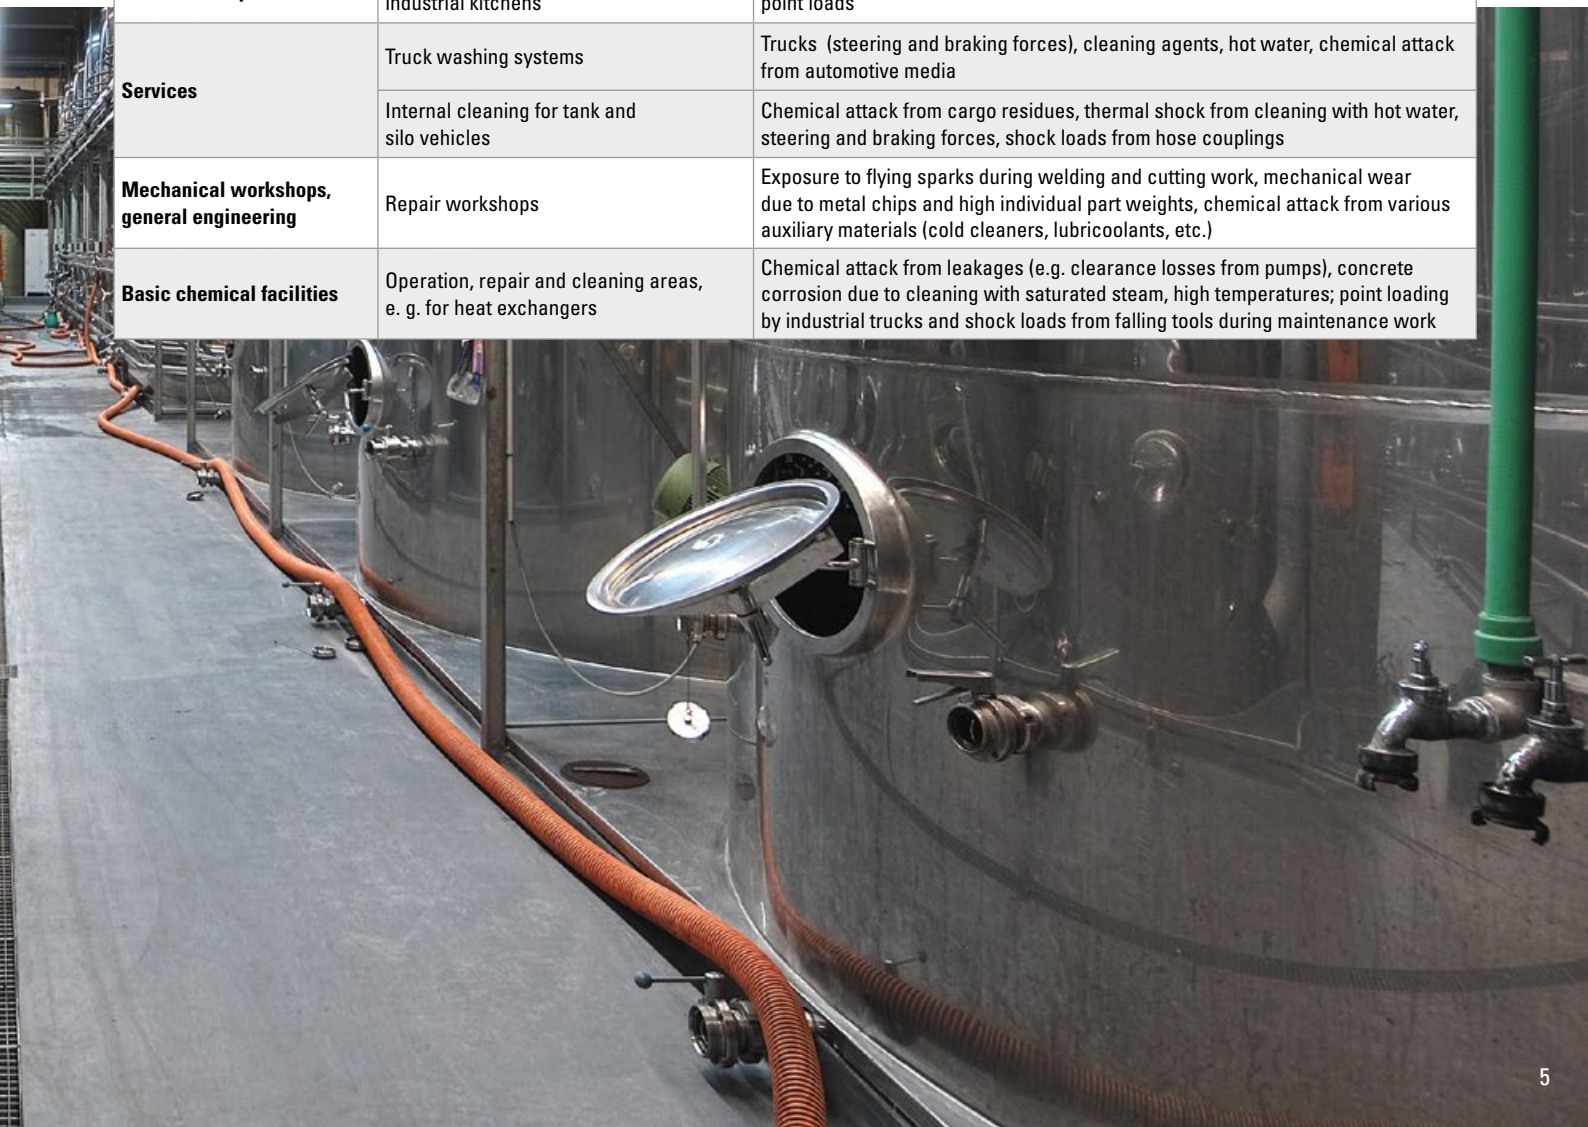 industrial kitchens
point loads
Services
Truck washing systems
Trucks (steering and braking forces), cleaning agents, hot water, chemical attack
from automotive media
Internal cleaning for tank and
silo vehicles
Chemical attack from cargo residues, thermal shock from cleaning with hot water,
steering and braking forces, shock loads from hose couplings
Mechanical workshops,
general engineering
Repair workshops
Exposure to flying sparks during welding and cutting work, mechanical wear
due to metal chips and high individual part weights, chemical attack from various
auxiliary materials (cold cleaners, lubricoolants, etc.)
Basic chemical facilities
Operation, repair and cleaning areas,
e. g. for heat exchangers
Chemical attack from leakages (e.g. clearance losses from pumps), concrete
corrosion due to cleaning with saturated steam, high temperatures; point loading
by industrial trucks and shock loads from falling tools during maintenance work
5